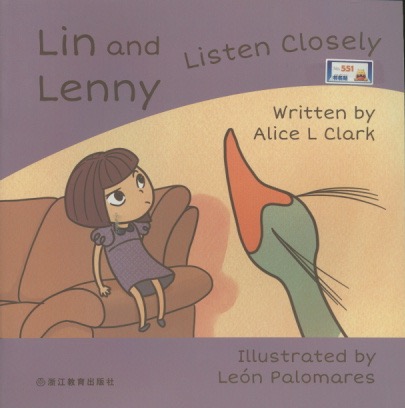 Lin and
Lenny
Listen Closely
551
Written by
Alice L Clark
Illustrated by
León Palomares
浙江教育出版社